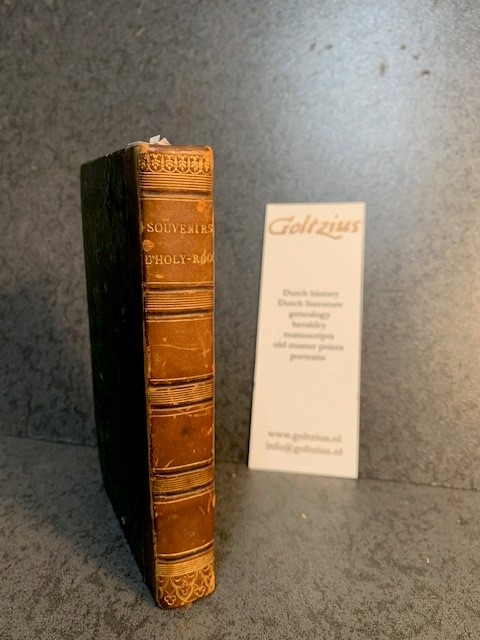 SOUVENIRS
D'HOLY-ROO
Goltzius
Dutch history
Dutch literature
genealogy
heraldry
manuscripts
old master prints
portraits
www.goltzius.nl
info@goltzius.nl